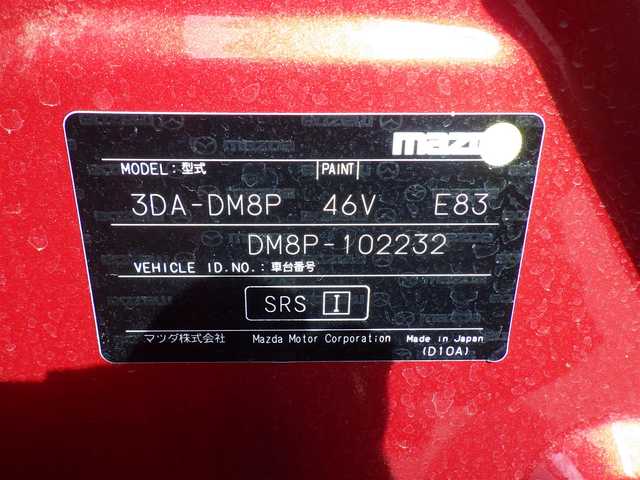 mazda
MODEL:型式 PAINT
3DA-DM8P 46V E83
DM8P-102232
VEHICLE ID.NO.:車台番号
SRS I
マツダ株式会社 Mazda Motor Corporation Made in Japan
(D10A)